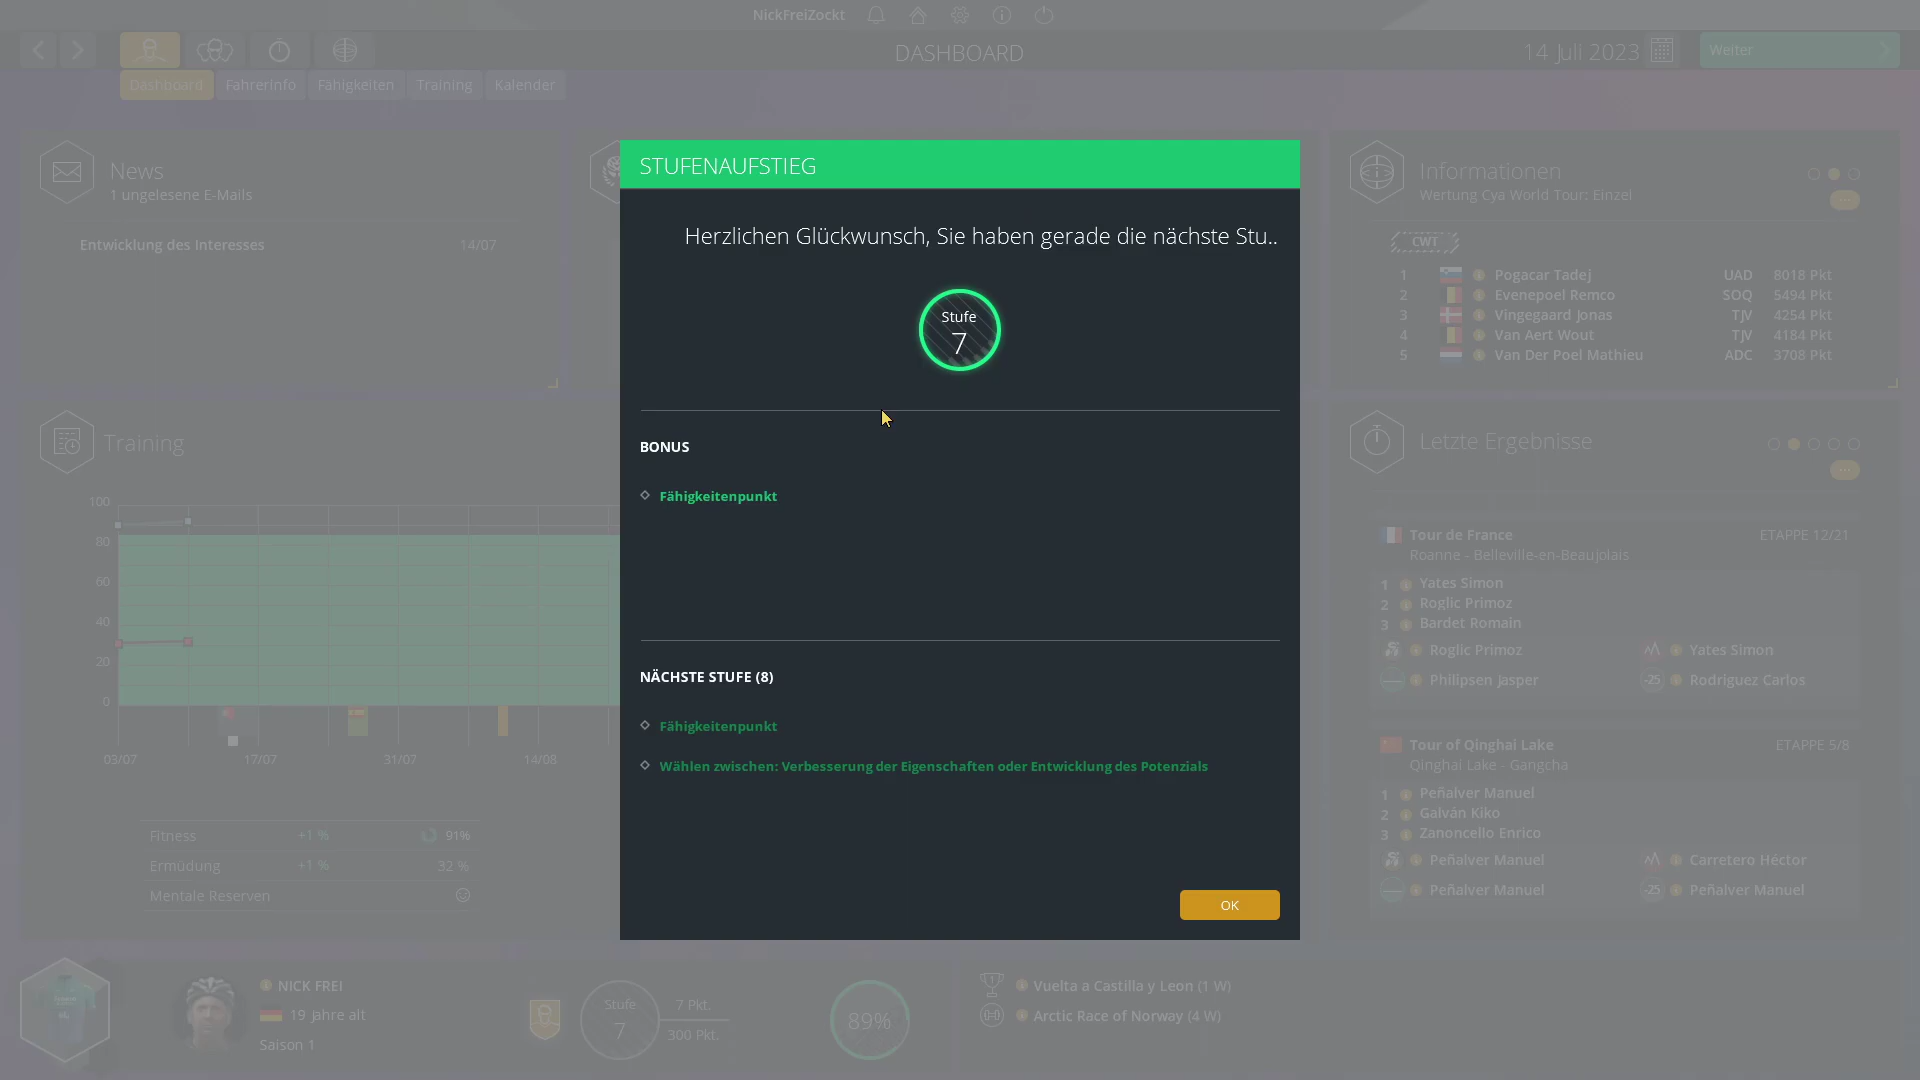 NickFreiZockt
DASHBOARD
14 Juli 2023
Weiter
Dashboard
Fahrerinfo
Fähigkeiten
Training
Kalender
News
1 ungelesene E-Mails
Entwicklung des Interesses 14/07
STUFENAUFSTIEG
Herzlichen Glückwunsch, Sie haben gerade die nächste Stu..
Stufe
7
BONUS
Fähigkeitenpunkt
NÄCHSTE STUFE (8)
Fähigkeitenpunkt
Wählen zwischen: Verbesserung der Eigenschaften oder Entwicklung des Potenzials
OK
Informationen
Wertung Cya World Tour: Einzel
CWT
1 Pogacar Tadej UAD 8018 Pkt
2 Evenepoel Remco SOQ 5494 Pkt
3 Vingegaard Jonas TJV 4254 Pkt
4 Van Aert Wout TJV 4184 Pkt
5 Van Der Poel Mathieu ADC 3708 Pkt
Training
100
80
60
40
20
0
03/07 17/07 31/07 14/08
Fitness +1 % 91%
Ermüdung +1 % 32 %
Mentale Reserven
Letzte Ergebnisse
Tour de France ETAPPE 12/21
Roanne - Belleville-en-Beaujolais
1 Yates Simon
2 Roglic Primoz
3 Bardet Romain
Roglic Primoz Yates Simon
Philipsen Jasper -25 Rodriguez Carlos
Tour of Qinghai Lake ETAPPE 5/8
Qinghai Lake - Gangcha
1 Peñalver Manuel
2 Galván Kiko
3 Zanoncello Enrico
Peñalver Manuel Carretero Héctor
Peñalver Manuel -25 Peñalver Manuel
NICK FREI
19 Jahre alt
Saison 1
Stufe
7
7 Pkt.
300 Pkt.
89%
Vuelta a Castilla y Leon (1 W)
Arctic Race of Norway (4 W)